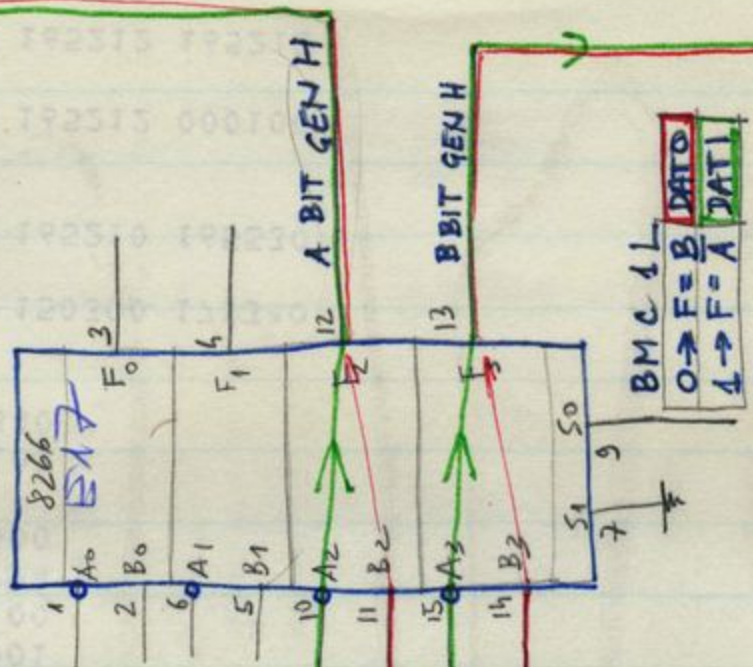 A BIT GEN H
B BIT GEN H
BMC 1 L
0→F=B DATO
1→F=Ā DATI
3
4
12
13
F0
F1
F2
F3
8266
E17
S0
9
S1
7
A0
B0
A1
B1
A2
B2
A3
B3
1
2
6
5
10
11
15
14